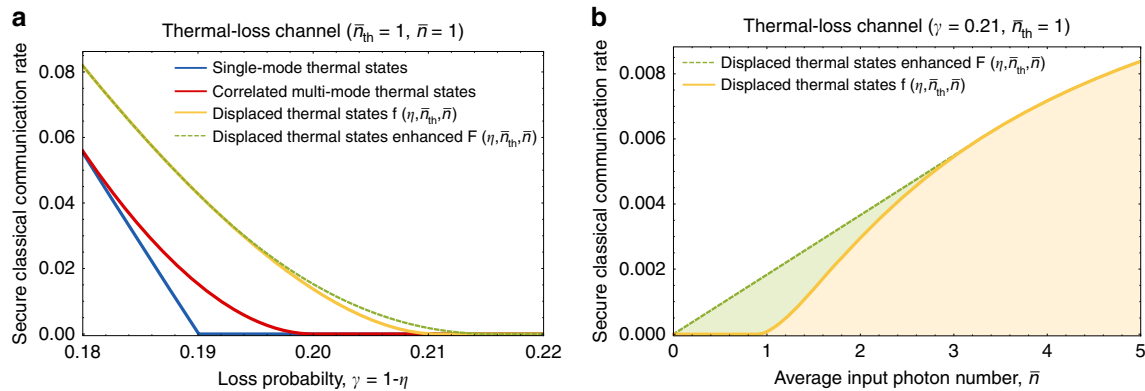 a
Thermal-loss channel (n̄th = 1, n̄ = 1)
Secure classical communication rate
0.08
0.06
0.04
0.02
0.00
Single-mode thermal states
Correlated multi-mode thermal states
Displaced thermal states f (η,n̄th,n̄)
Displaced thermal states enhanced F (η,n̄th,n̄)
0.18 0.19 0.20 0.21 0.22
Loss probabilty, γ = 1-η
b
Thermal-loss channel (γ = 0.21, n̄th = 1)
Secure classical communication rate
0.008
0.006
0.004
0.002
0.000
Displaced thermal states enhanced F (η,n̄th,n̄)
Displaced thermal states f (η,n̄th,n̄)
0 1 2 3 4 5
Average input photon number, n̄